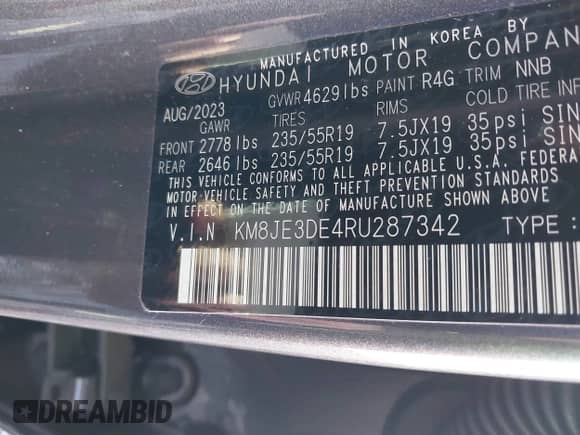 MANUFACTURED IN KOREA BY
HYUNDAI MOTOR COMPAN
AUG/2023 GVWR 4629 lbs PAINT R4G TRIM NNB
GAWR TIRES RIMS COLD TIRE INF
FRONT 2778 lbs 235/55R19 7.5JX19 35psi SIN
REAR 2646 lbs 235/55R19 7.5JX19 35psi SIN
THIS VEHICLE CONFORMS TO ALL APPLICABLE U.S.A. FEDERA
MOTOR VEHICLE SAFETY AND THEFT PREVENTION STANDARDS
IN EFFECT ON THE DATE OF MANUFACTURE SHOWN ABOVE
V.I.N KM8JE3DE4RU287342 TYPE :
DREAMBID